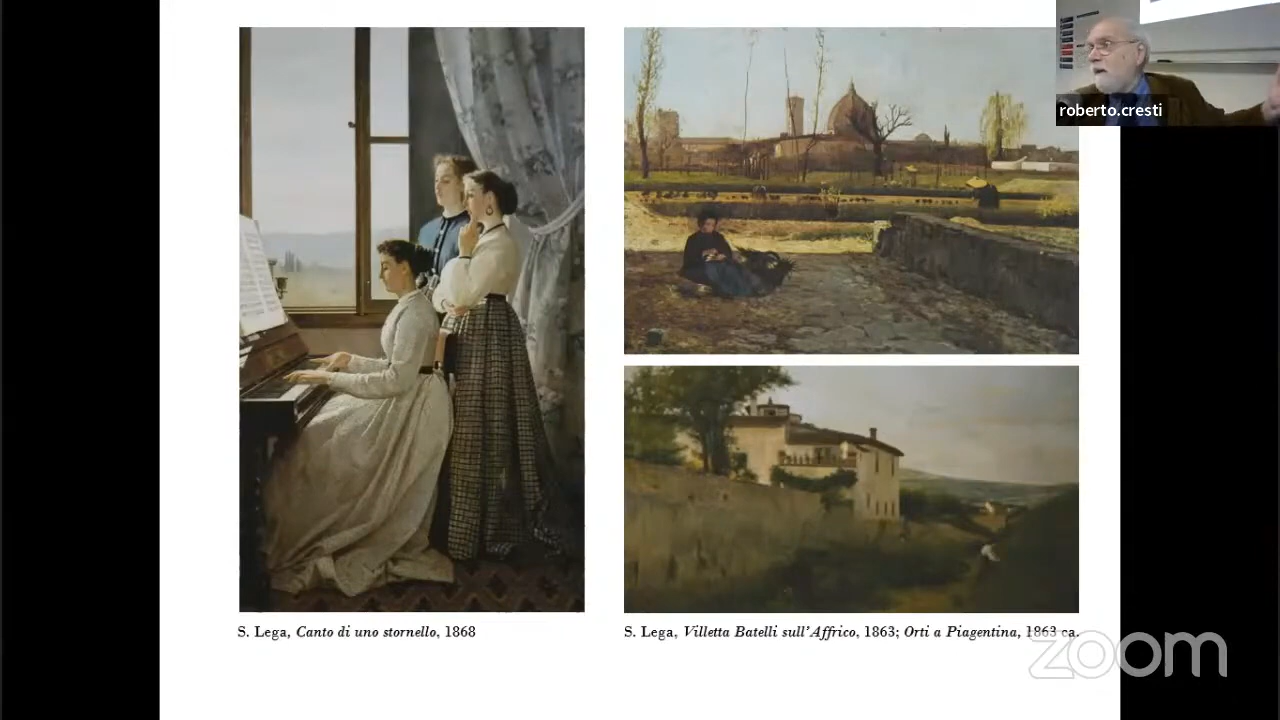 roberto.cresti
S. Lega, Canto di uno stornello, 1868
S. Lega, Villetta Batelli sull'Affrico, 1863; Orti a Piagentina, 1863 ca.
zoom